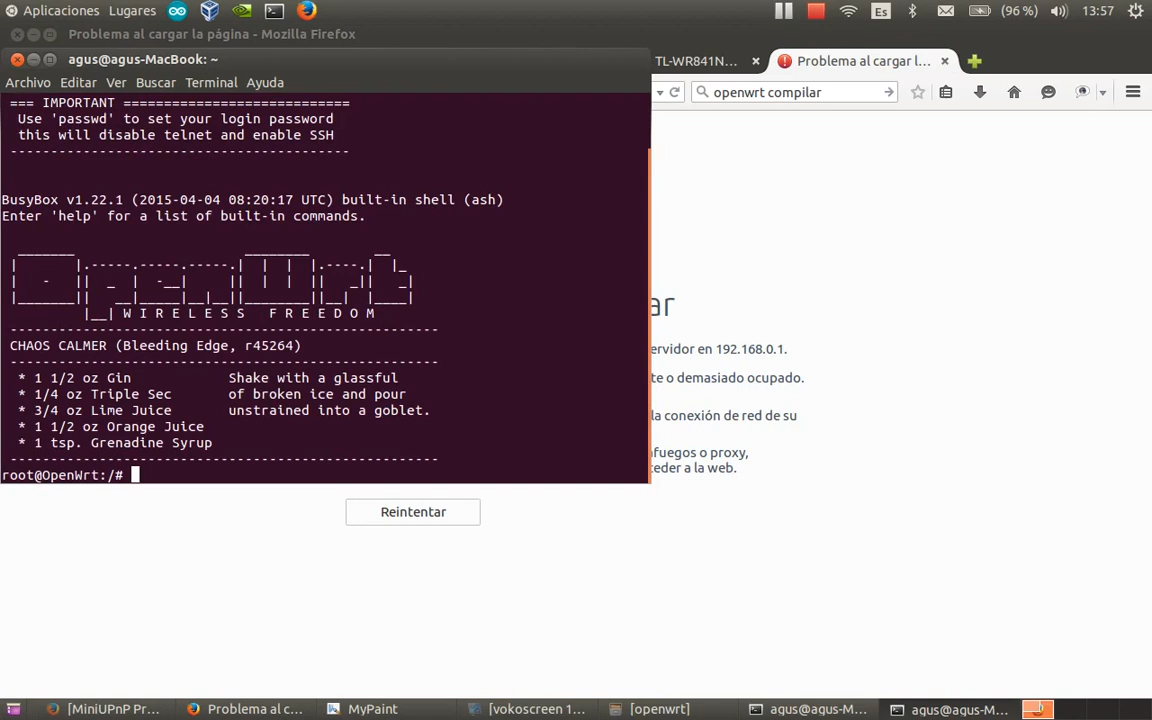 Aplicaciones Lugares Es (96 %) 13:57
Problema al cargar la página - Mozilla Firefox
agus@agus-MacBook: ~
TL-WR841N... Problema al cargar l...
Archivo Editar Ver Buscar Terminal Ayuda
openwrt compilar
=== IMPORTANT ============================
Use 'passwd' to set your login password
this will disable telnet and enable SSH
------------------------------------------
BusyBox v1.22.1 (2015-04-04 08:20:17 UTC) built-in shell (ash)
Enter 'help' for a list of built-in commands.
OpenWrt
W I R E L E S S   F R E E D O M
-----------------------------------------------------
CHAOS CALMER (Bleeding Edge, r45264)
-----------------------------------------------------
* 1 1/2 oz Gin Shake with a glassful
* 1/4 oz Triple Sec of broken ice and pour
* 3/4 oz Lime Juice unstrained into a goblet.
* 1 1/2 oz Orange Juice
* 1 tsp. Grenadine Syrup
-----------------------------------------------------
root@OpenWrt:/#
ar
ervidor en 192.168.0.1.
te o demasiado ocupado.
la conexión de red de su
afuegos o proxy,
ceder a la web.
Reintentar
[MiniUPnP Pr... Problema al c... MyPaint [vokoscreen 1... [openwrt] agus@agus-M... agus@agus-M...